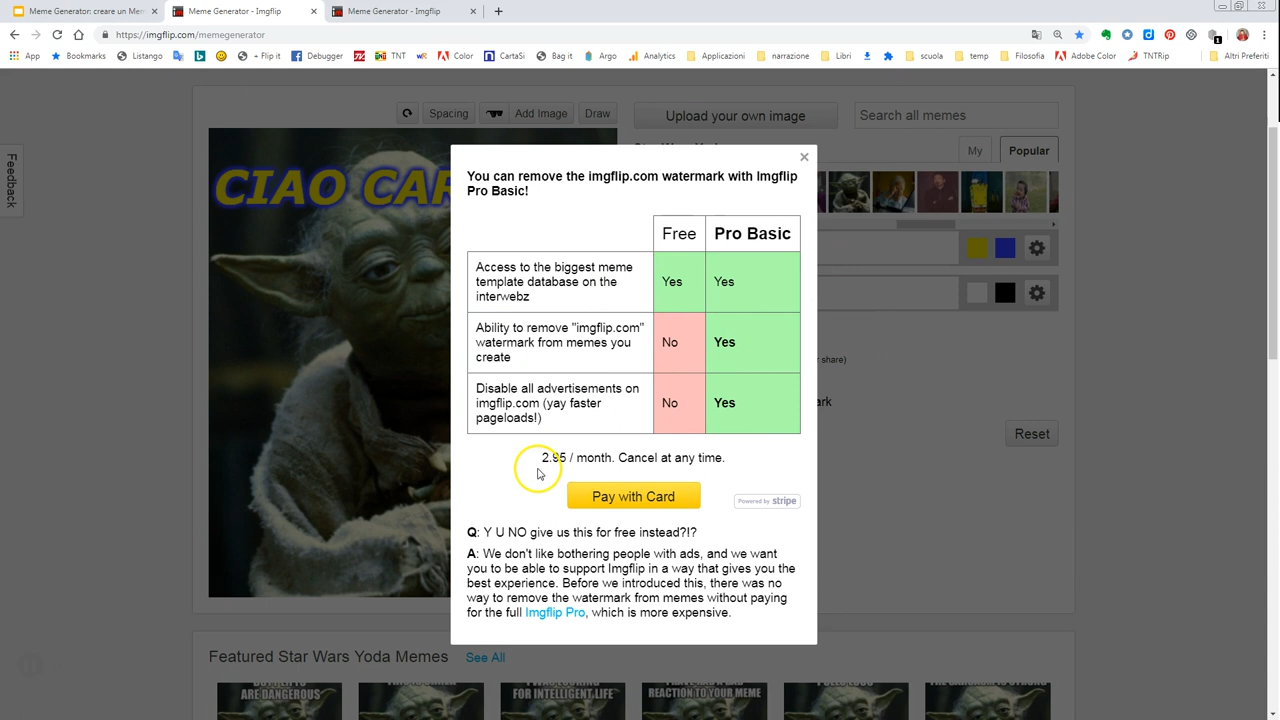 Meme Generator: creare un Mem
Meme Generator - Imgflip
Meme Generator - Imgflip
https://imgflip.com/memegenerator
App
Bookmarks
Listango
+ Flip it
Debugger
TNT
Color
CartaSi
Bag it
Argo
Analytics
Applicazioni
narrazione
Libri
scuola
temp
Filosofia
Adobe Color
TNTRip
Altri Preferiti
Feedback
Spacing
Add Image
Draw
Upload your own image
Search all memes
My
Popular
CIAO CAR
You can remove the imgflip.com watermark with Imgflip
Pro Basic!
Free
Pro Basic
Access to the biggest meme
template database on the
interwebz
Yes
Yes
Ability to remove "imgflip.com"
watermark from memes you
create
No
Yes
Disable all advertisements on
imgflip.com (yay faster
pageloads!)
No
Yes
2.95 / month. Cancel at any time.
Pay with Card
Powered by stripe
Q: Y U NO give us this for free instead?!?
A: We don't like bothering people with ads, and we want
you to be able to support Imgflip in a way that gives you the
best experience. Before we introduced this, there was no
way to remove the watermark from memes without paying
for the full Imgflip Pro, which is more expensive.
share)
Reset
Featured Star Wars Yoda Memes
See All
ARE DANGEROUS
FOR INTELLIGENT LIFE
REACTION TO YOUR MEME